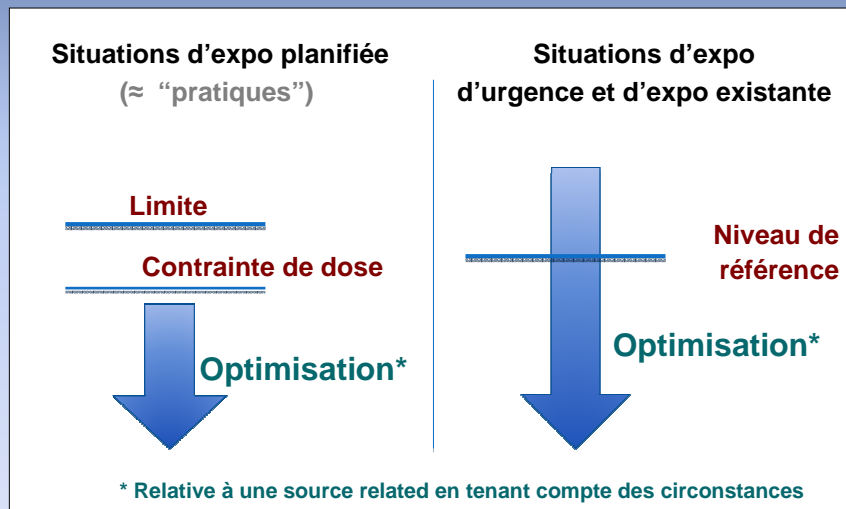 Situations d'expo planifiée
(≈ “pratiques”)
Limite
Contrainte de dose
Optimisation*
Situations d'expo
d'urgence et d'expo existante
Niveau de
référence
Optimisation*
* Relative à une source related en tenant compte des circonstances